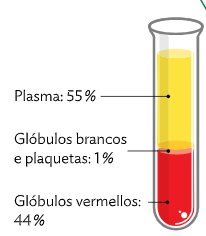 Plasma: 55%
Glóbulos brancos
e plaquetas: 1%
Glóbulos vermellos:
44%